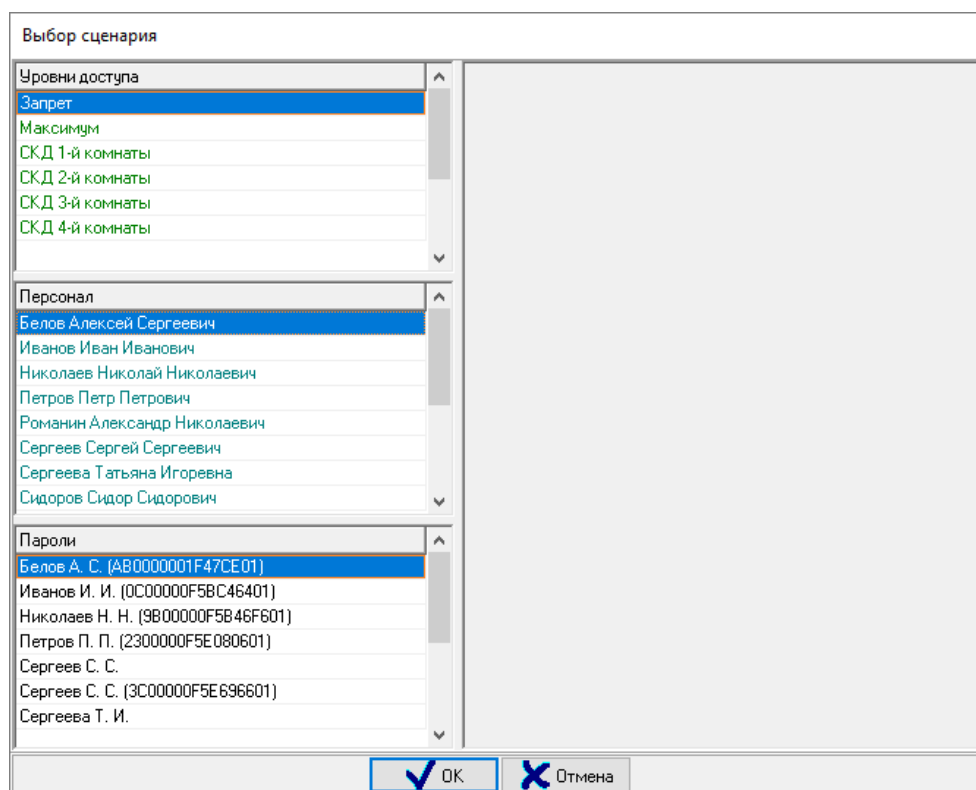 Выбор сценария
Уровни доступа
Запрет
Максимум
СКД 1-й комнаты
СКД 2-й комнаты
СКД 3-й комнаты
СКД 4-й комнаты
Персонал
Белов Алексей Сергеевич
Иванов Иван Иванович
Николаев Николай Николаевич
Петров Петр Петрович
Романин Александр Николаевич
Сергеев Сергей Сергеевич
Сергеева Татьяна Игоревна
Сидоров Сидор Сидорович
Пароли
Белов А. С. (AB0000001F47CE01)
Иванов И. И. (0C00000F5BC46401)
Николаев Н. Н. (9B00000F5B46F601)
Петров П. П. (2300000F5E080601)
Сергеев С. С.
Сергеев С. С. (3C00000F5E696601)
Сергеева Т. И.
OK
Отмена